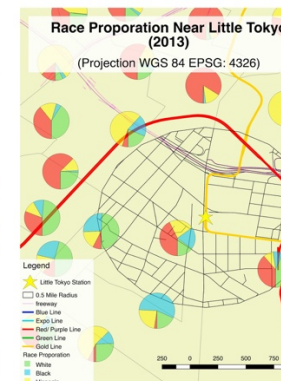 Race Proporation Near Little Tokyo
(2013)
(Projection WGS 84 EPSG: 4326)
Legend
Little Tokyo Station
0.5 Mile Radius
freeway
Blue Line
Expo Line
Red/ Purple Line
Green Line
Gold Line
Race Proporation
White
Black
250 0 250 500 750